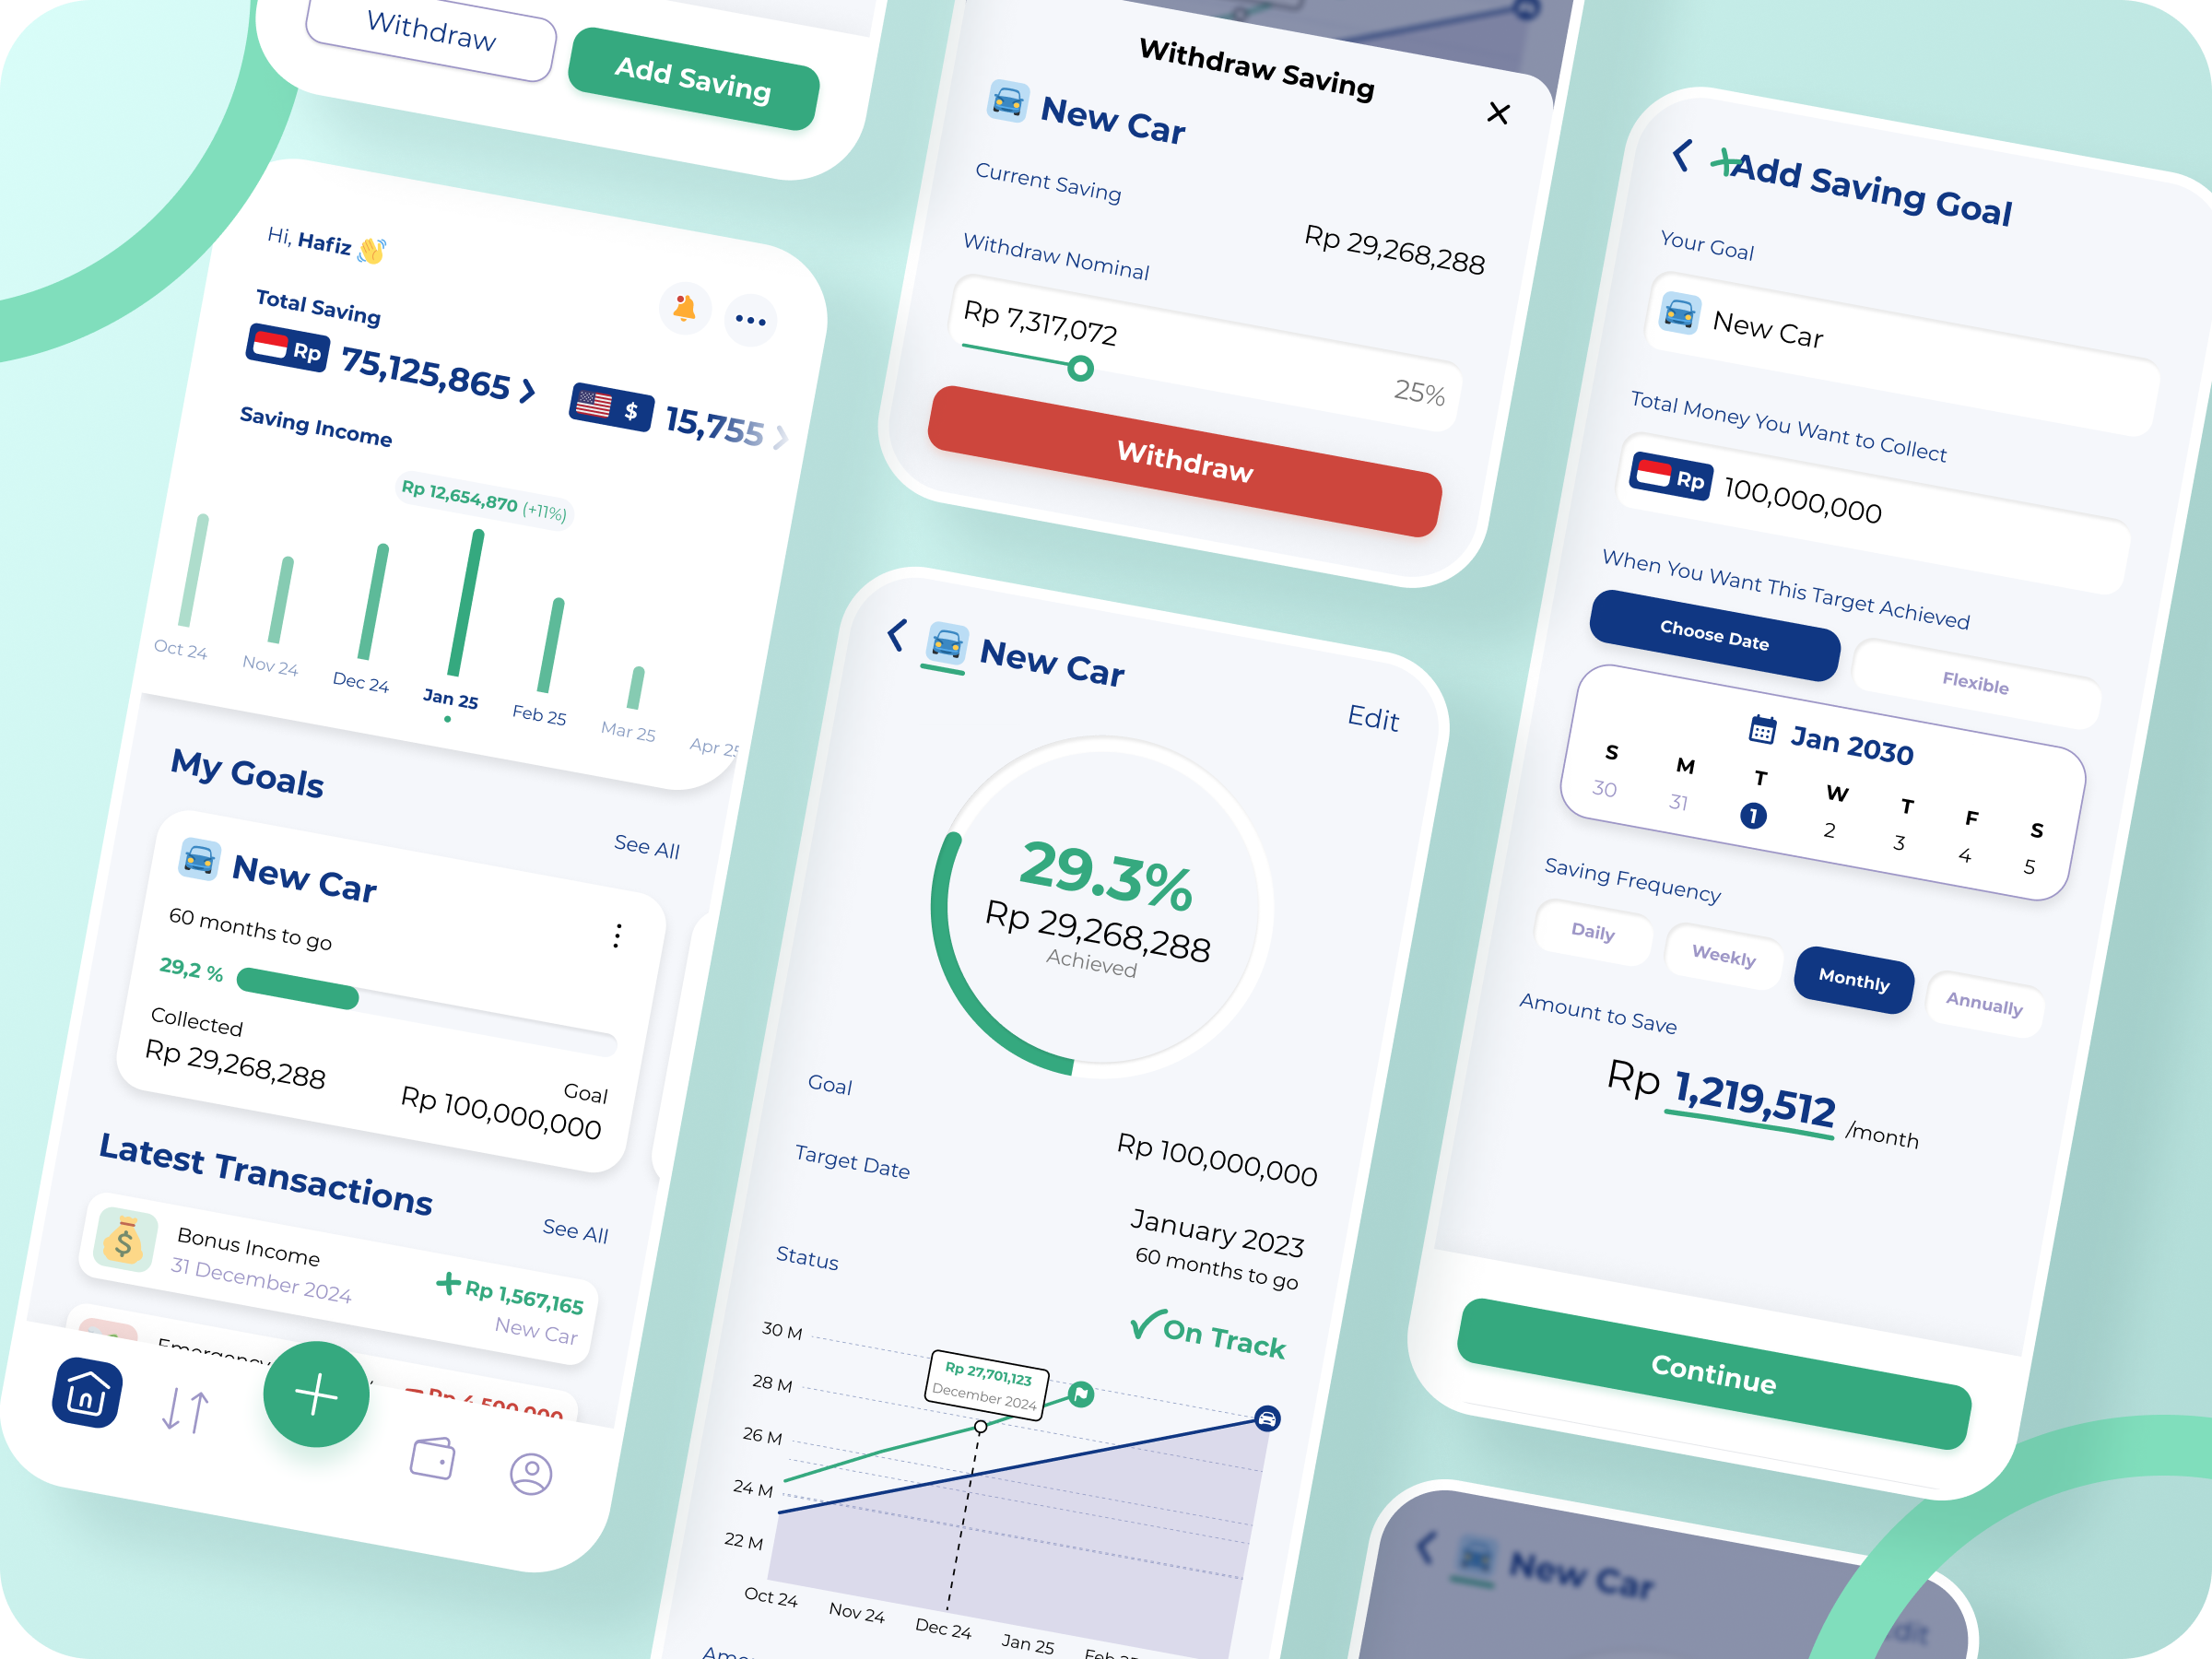 Withdraw
Add Saving
Hi, Hafiz
Total Saving
Rp 75,125,865
$ 15,755
Saving Income
Rp 12,654,870 (+11%)
Oct 24
Nov 24
Dec 24
Jan 25
Feb 25
Mar 25
Apr 25
My Goals
See All
New Car
60 months to go
29,2 %
Collected
Rp 29,268,288
Goal
Rp 100,000,000
Latest Transactions
See All
Bonus Income
31 December 2024
Rp 1,567,165
New Car
Emergency
Rp 4,500,000
Withdraw Saving
New Car
Current Saving
Rp 29,268,288
Withdraw Nominal
Rp 7,317,072
25%
Withdraw
New Car
Edit
29.3%
Rp 29,268,288
Achieved
Goal
Rp 100,000,000
Target Date
January 2023
60 months to go
Status
On Track
30 M
28 M
26 M
24 M
22 M
Rp 27,701,123
December 2024
Oct 24
Nov 24
Dec 24
Jan 25
Add Saving Goal
Your Goal
New Car
Total Money You Want to Collect
Rp 100,000,000
When You Want This Target Achieved
Choose Date
Flexible
Jan 2030
S M T W T F S
30 31 1 2 3 4 5
Saving Frequency
Daily
Weekly
Monthly
Annually
Amount to Save
Rp 1,219,512 /month
Continue
New Car